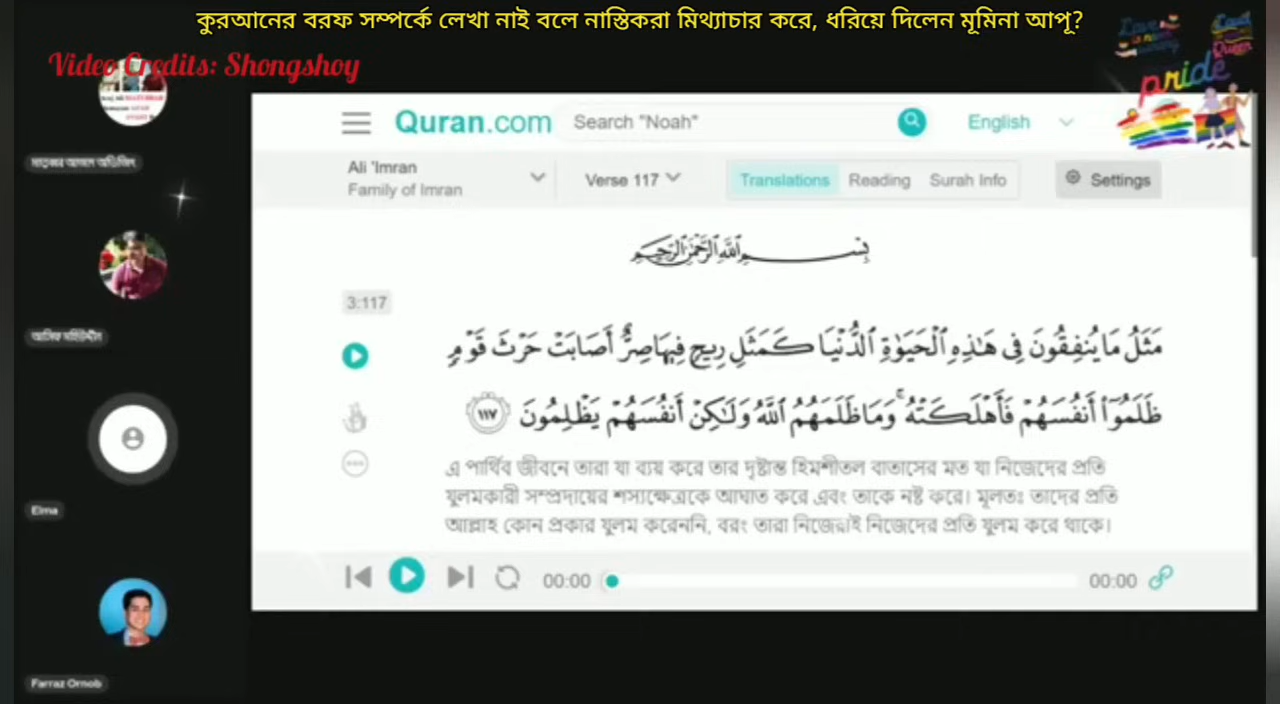 কুরআনের বরফ সম্পর্কে লেখা নাই বলে নাস্তিকরা মিথ্যাচার করে, ধরিয়ে দিলেন মূমিনা আপূ?
Video Credits: Shongshoy
pride
Quran.com
Search "Noah"
English
Ali 'Imran
Family of Imran
Verse 117
Translations
Reading
Surah Info
Settings
بِسْمِ ٱللَّهِ ٱلرَّحْمَٰنِ ٱلرَّحِيمِ
3:117
مَثَلُ مَا يُنفِقُونَ فِى هَـٰذِهِ ٱلْحَيَوٰةِ ٱلدُّنْيَا كَمَثَلِ رِيحٍ فِيهَا صِرٌّ أَصَابَتْ حَرْثَ قَوْمٍ
ظَلَمُوٓا۟ أَنفُسَهُمْ فَأَهْلَكَتْهُ ۚ وَمَا ظَلَمَهُمُ ٱللَّهُ وَلَـٰكِنْ أَنفُسَهُمْ يَظْلِمُونَ ١١٧
এ পার্থিব জীবনে তারা যা ব্যয় করে তার দৃষ্টান্ত হিমশীতল বাতাসের মত যা নিজেদের প্রতি
যুলমকারী সম্প্রদায়ের শস্যক্ষেত্রকে আঘাত করে এবং তাকে নষ্ট করে। মূলতঃ তাদের প্রতি
আল্লাহ কোন প্রকার যুলম করেননি, বরং তারা নিজেরাই নিজেদের প্রতি যুলম করে থাকে।
00:00
00:00
আসিফ মহিউদ্দীন
Elma
Farraz Ornob